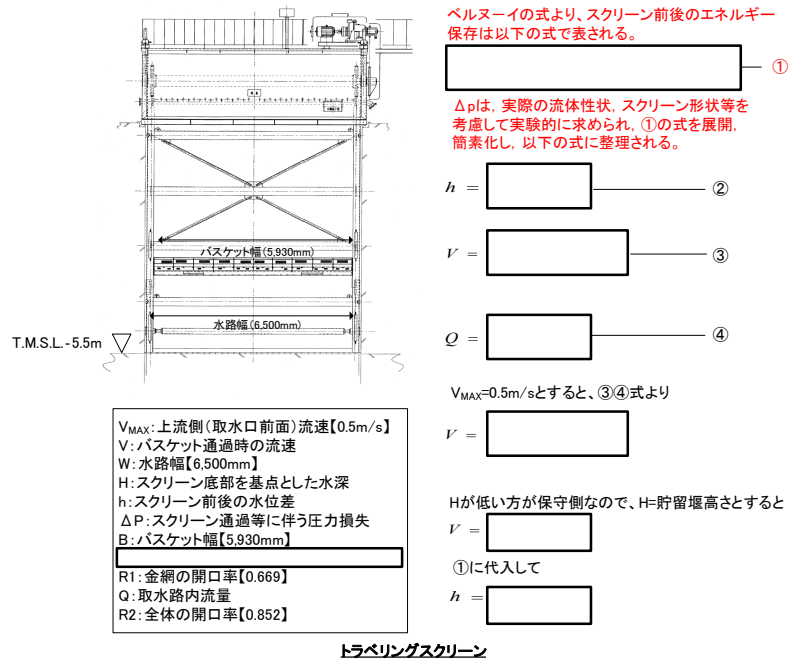 ベルヌーイの式より、スクリーン前後のエネルギー
保存は以下の式で表される。
①
Δpは, 実際の流体性状, スクリーン形状等を
考慮して実験的に求められ, ①の式を展開,
簡素化し, 以下の式に整理される。
h = ②
V = ③
Q = ④
VMAX=0.5m/sとすると、③④式より
V =
Hが低い方が保守側なので、H=貯留堰高さとすると
V =
①に代入して
h =
バスケット幅(5,930mm)
水路幅(6,500mm)
T.M.S.L.-5.5m
VMAX:上流側(取水口前面)流速【0.5m/s】
V:バスケット通過時の流速
W:水路幅【6,500mm】
H:スクリーン底部を基点とした水深
h:スクリーン前後の水位差
ΔP:スクリーン通過等に伴う圧力損失
B:バスケット幅【5,930mm】
R1:金網の開口率【0.669】
Q:取水路内流量
R2:全体の開口率【0.852】
トラベリングスクリーン